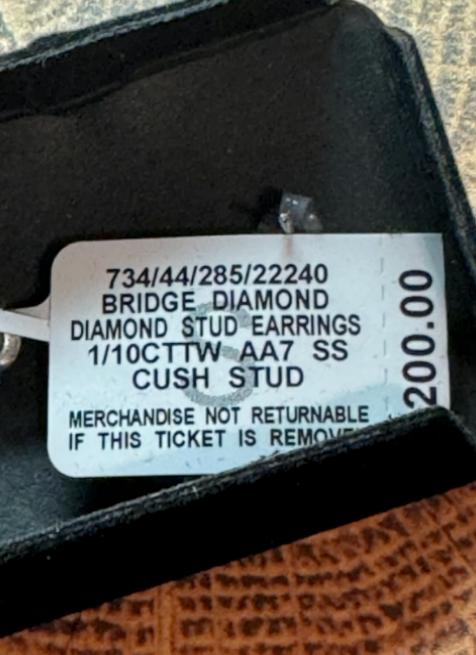 734/44/285/22240
BRIDGE DIAMOND
DIAMOND STUD EARRINGS
1/10CTTW AA7 SS
CUSH STUD
MERCHANDISE NOT RETURNABLE
IF THIS TICKET IS
200.00